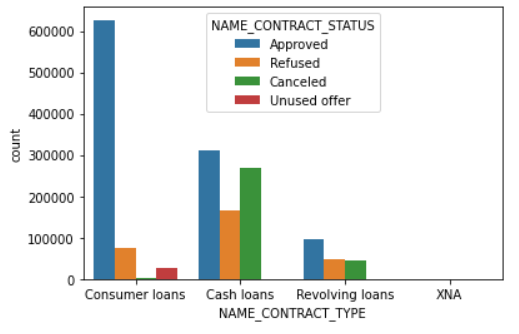 NAME_CONTRACT_STATUS
Approved
Refused
Canceled
Unused offer
600000
500000
400000
300000
200000
100000
0
count
Consumer loans Cash loans Revolving loans XNA
NAME_CONTRACT_TYPE